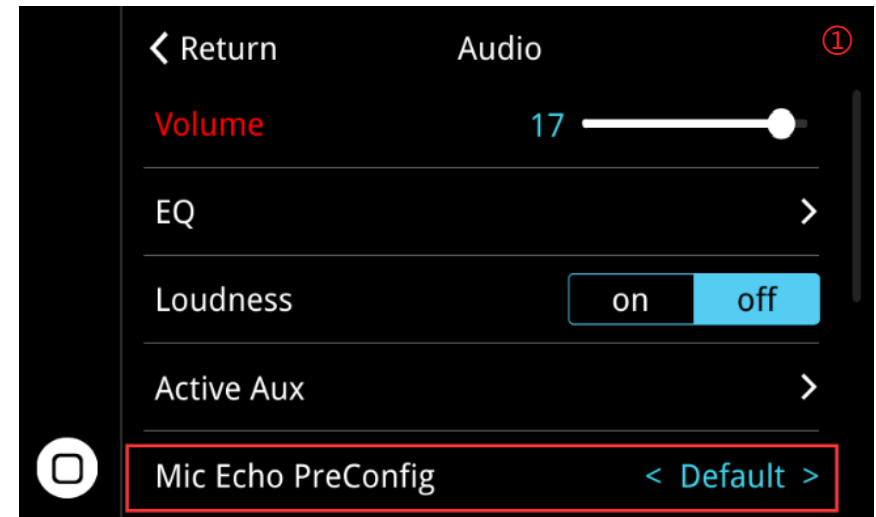 Return Audio ①
Volume 17
EQ
Loudness on off
Active Aux
Mic Echo PreConfig < Default >